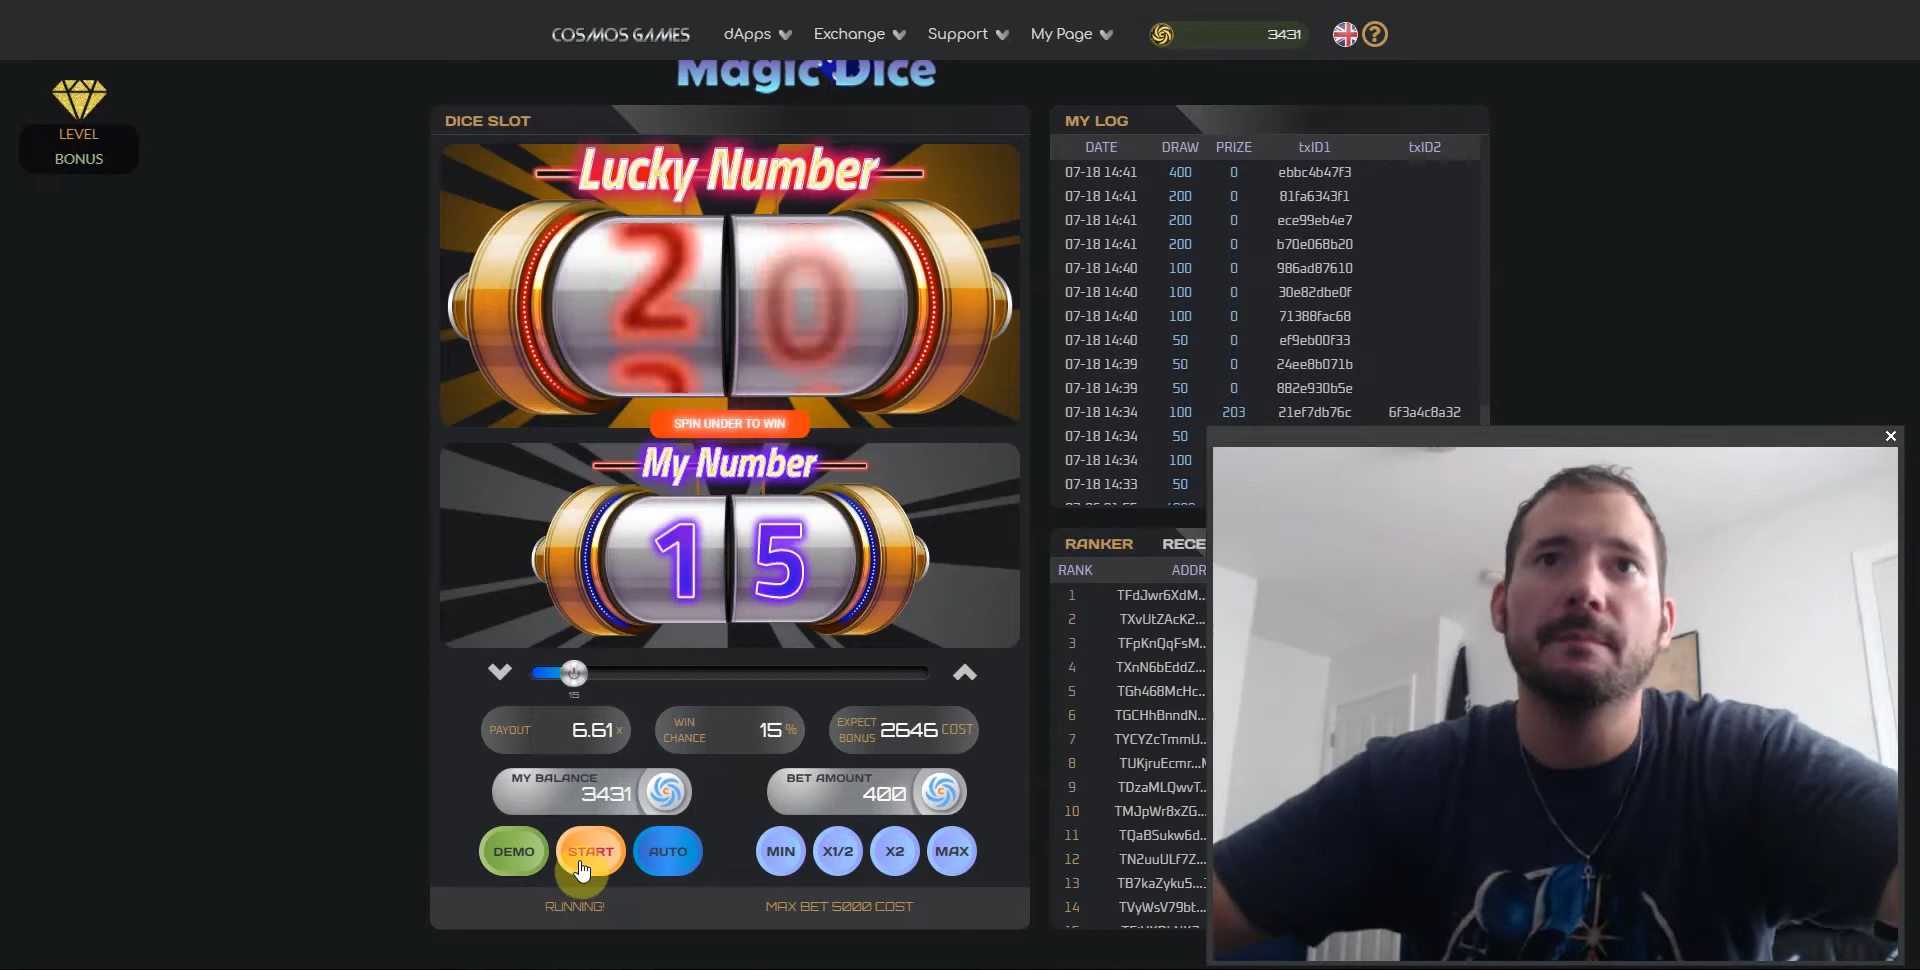 COSMOS GAMES dApps Exchange Support My Page 3431 ?
Magic Dice
LEVEL
BONUS
DICE SLOT
Lucky Number
2 0
SPIN UNDER TO WIN
My Number
1 5
15
PAYOUT 6.61 x
WIN CHANCE 15 %
EXPECT BONUS 2646 COST
MY BALANCE
3431
BET AMOUNT
400
DEMO START AUTO MIN X1/2 X2 MAX
RUNNING! MAX BET 5000 COST
MY LOG
DATE DRAW PRIZE txID1 txID2
07-18 14:41 400 0 ebbc4b47f3
07-18 14:41 200 0 81fa6343f1
07-18 14:41 200 0 ece99eb4e7
07-18 14:41 200 0 b70e068b20
07-18 14:40 100 0 986ad87610
07-18 14:40 100 0 30e82dbe0f
07-18 14:40 100 0 71388fac68
07-18 14:40 50 0 ef9eb00f33
07-18 14:39 50 0 24ee8b071b
07-18 14:39 50 0 882e930b5e
07-18 14:34 100 203 21ef7db76c 6f3a4c8a32
07-18 14:34 50
07-18 14:34 100
07-18 14:33 50
RANKER RECE
RANK ADDR
1 TFdJwr6XdM...
2 TXvUtZAcK2...
3 TFpKnQqFsM...
4 TXnN6bEddZ...
5 TGh468McHc...
6 TGCHhBnndN...
7 TYCYZcTmmU...
8 TUKjruEcmr...
9 TDzaMLQwvT...
10 TMJpWr8xZG...
11 TQaBSukw6d...
12 TN2uuULf7Z...
13 TB7kaZyku5...
14 TVyWsV79bt...